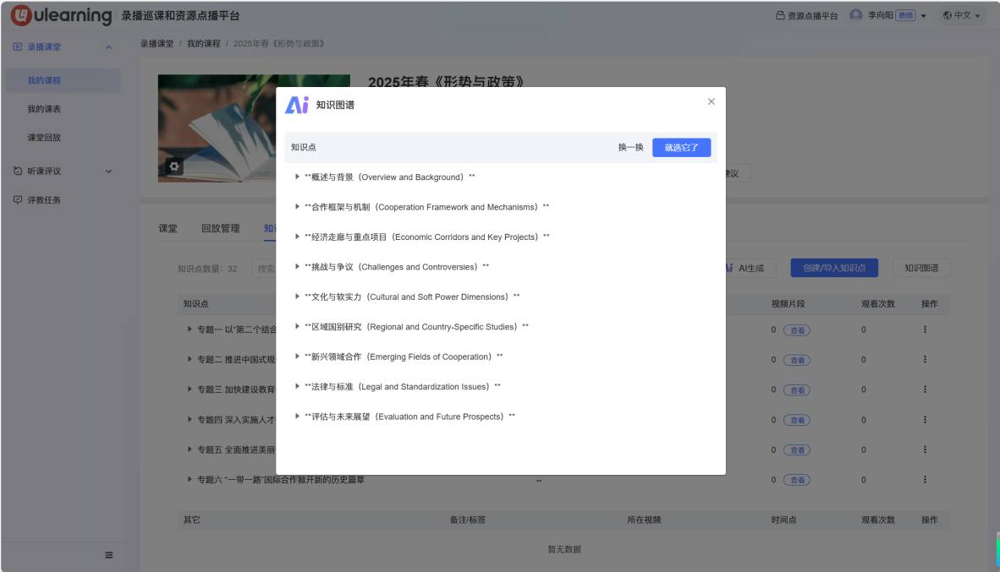 ulearning 录播巡课和资源点播平台
资源点播平台 李向阳 教师 中文
录播课堂
录播课堂 / 我的课程 / 2025年春《形势与政策》
我的课程
我的课表
课堂回放
听课评议
评教任务
2025年春《形势与政策》
Ai 知识图谱
知识点 换一换 就选它了
**概述与背景（Overview and Background）**
**合作框架与机制（Cooperation Framework and Mechanisms）**
**经济走廊与重点项目（Economic Corridors and Key Projects）**
**挑战与争议（Challenges and Controversies）**
**文化与软实力（Cultural and Soft Power Dimensions）**
**区域国别研究（Regional and Country-Specific Studies）**
**新兴领域合作（Emerging Fields of Cooperation）**
**法律与标准（Legal and Standardization Issues）**
**评估与未来展望（Evaluation and Future Prospects）**
建议
课堂 回放管理 知
知识点数量：32 搜索 AI生成 创建/导入知识点 知识图谱
知识点 视频片段 观看次数 操作
专题一 以“第二个结合 0 查看 0
专题二 推进中国式现 0 查看 0
专题三 加快建设教育 0 查看 0
专题四 深入实施人才 0 查看 0
专题五 全面推进美丽 0 查看 0
专题六 “一带一路”国际合作掀开新的历史篇章 -- 0 查看 0
其它 备注/标签 所在视频 时间点 观看次数 操作
暂无数据